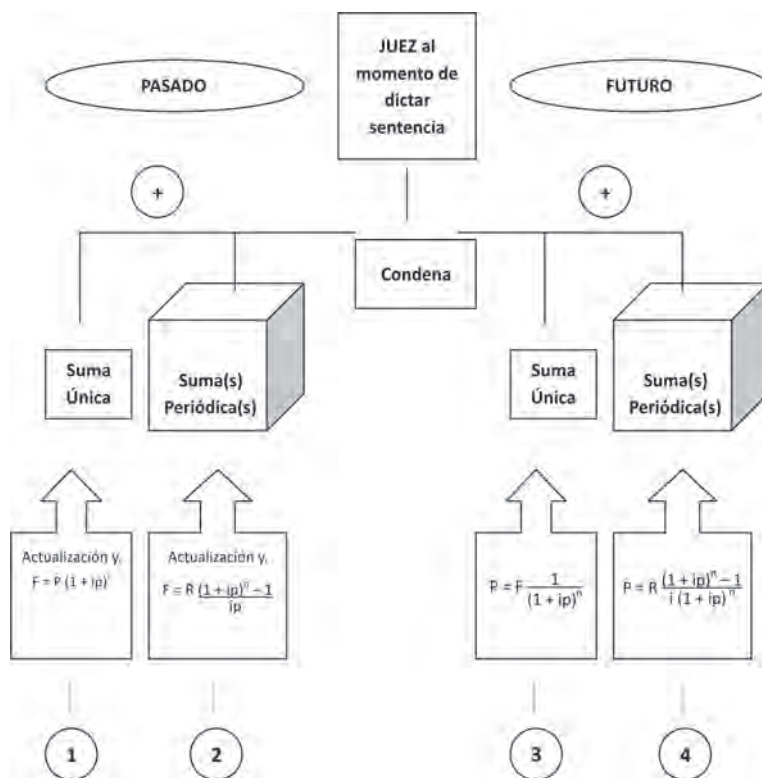 PASADO
JUEZ al
momento de
dictar
sentencia
FUTURO
+
+
Condena
Suma
Única
Suma(s)
Periódica(s)
Suma
Única
Suma(s)
Periódica(s)
Actualización y,
F = P (1 + ip)
Actualización y,
F = R (1 + ip)ⁿ − 1
ip
P = F 1
(1 + ip)ⁿ
P = R (1 + ip)ⁿ − 1
i (1 + ip)ⁿ
1
2
3
4